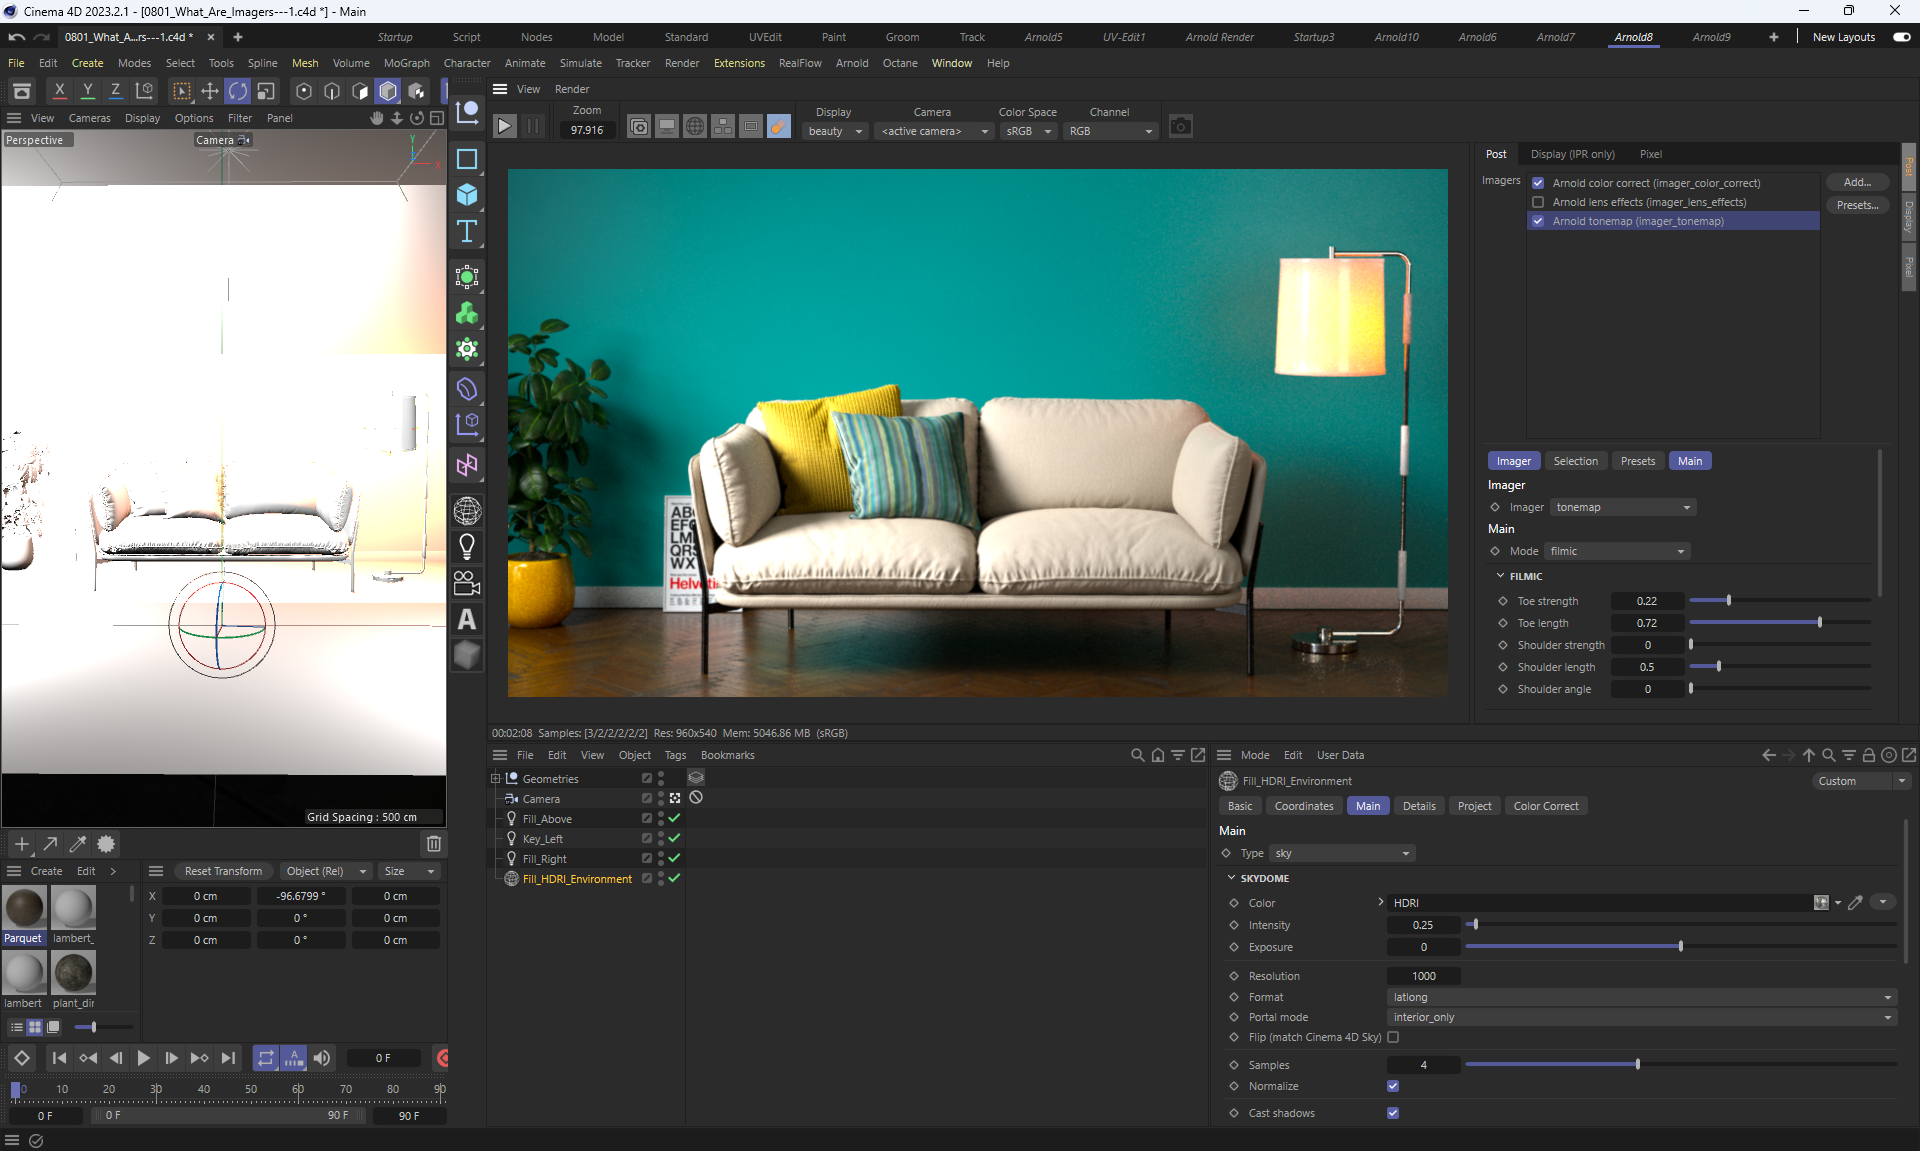 Cinema 4D 2023.2.1 - [0801_What_Are_Imagers---1.c4d *] - Main
0801_What_A...rs---1.c4d *
Startup Script Nodes Model Standard UVEdit Paint Groom Track Arnold5 UV-Edit1 Arnold Render Startup3 Arnold10 Arnold6 Arnold7 Arnold8 Arnold9 New Layouts
File Edit Create Modes Select Tools Spline Mesh Volume MoGraph Character Animate Simulate Tracker Render Extensions RealFlow Arnold Octane Window Help
X Y Z
View Render
View Cameras Display Options Filter Panel
Zoom
97.916
Display Camera Color Space Channel
beauty <active camera> sRGB RGB
Perspective
Camera
Y
X
Grid Spacing : 500 cm
Post Display (IPR only) Pixel
Imagers
Arnold color correct (imager_color_correct)
Arnold lens effects (imager_lens_effects)
Arnold tonemap (imager_tonemap)
Add...
Presets...
Post
Display
Pixel
Imager Selection Presets Main
Imager
Imager tonemap
Main
Mode filmic
FILMIC
Toe strength 0.22
Toe length 0.72
Shoulder strength 0
Shoulder length 0.5
Shoulder angle 0
00:02:08 Samples: [3/2/2/2/2/2] Res: 960x540 Mem: 5046.86 MB (sRGB)
File Edit View Object Tags Bookmarks
Geometries
Camera
Fill_Above
Key_Left
Fill_Right
Fill_HDRI_Environment
Mode Edit User Data
Fill_HDRI_Environment
Custom
Basic Coordinates Main Details Project Color Correct
Main
Type sky
SKYDOME
Color HDRI
Intensity 0.25
Exposure 0
Resolution 1000
Format latlong
Portal mode interior_only
Flip (match Cinema 4D Sky)
Samples 4
Normalize
Cast shadows
Create Edit
Reset Transform Object (Rel) Size
X 0 cm -96.6799 ° 0 cm
Y 0 cm 0 ° 0 cm
Z 0 cm 0 ° 0 cm
Parquet lambert_
lambert plant_dir
0 F
0 10 20 30 40 50 60 70 80 90
0 F 0 F 90 F 90 F